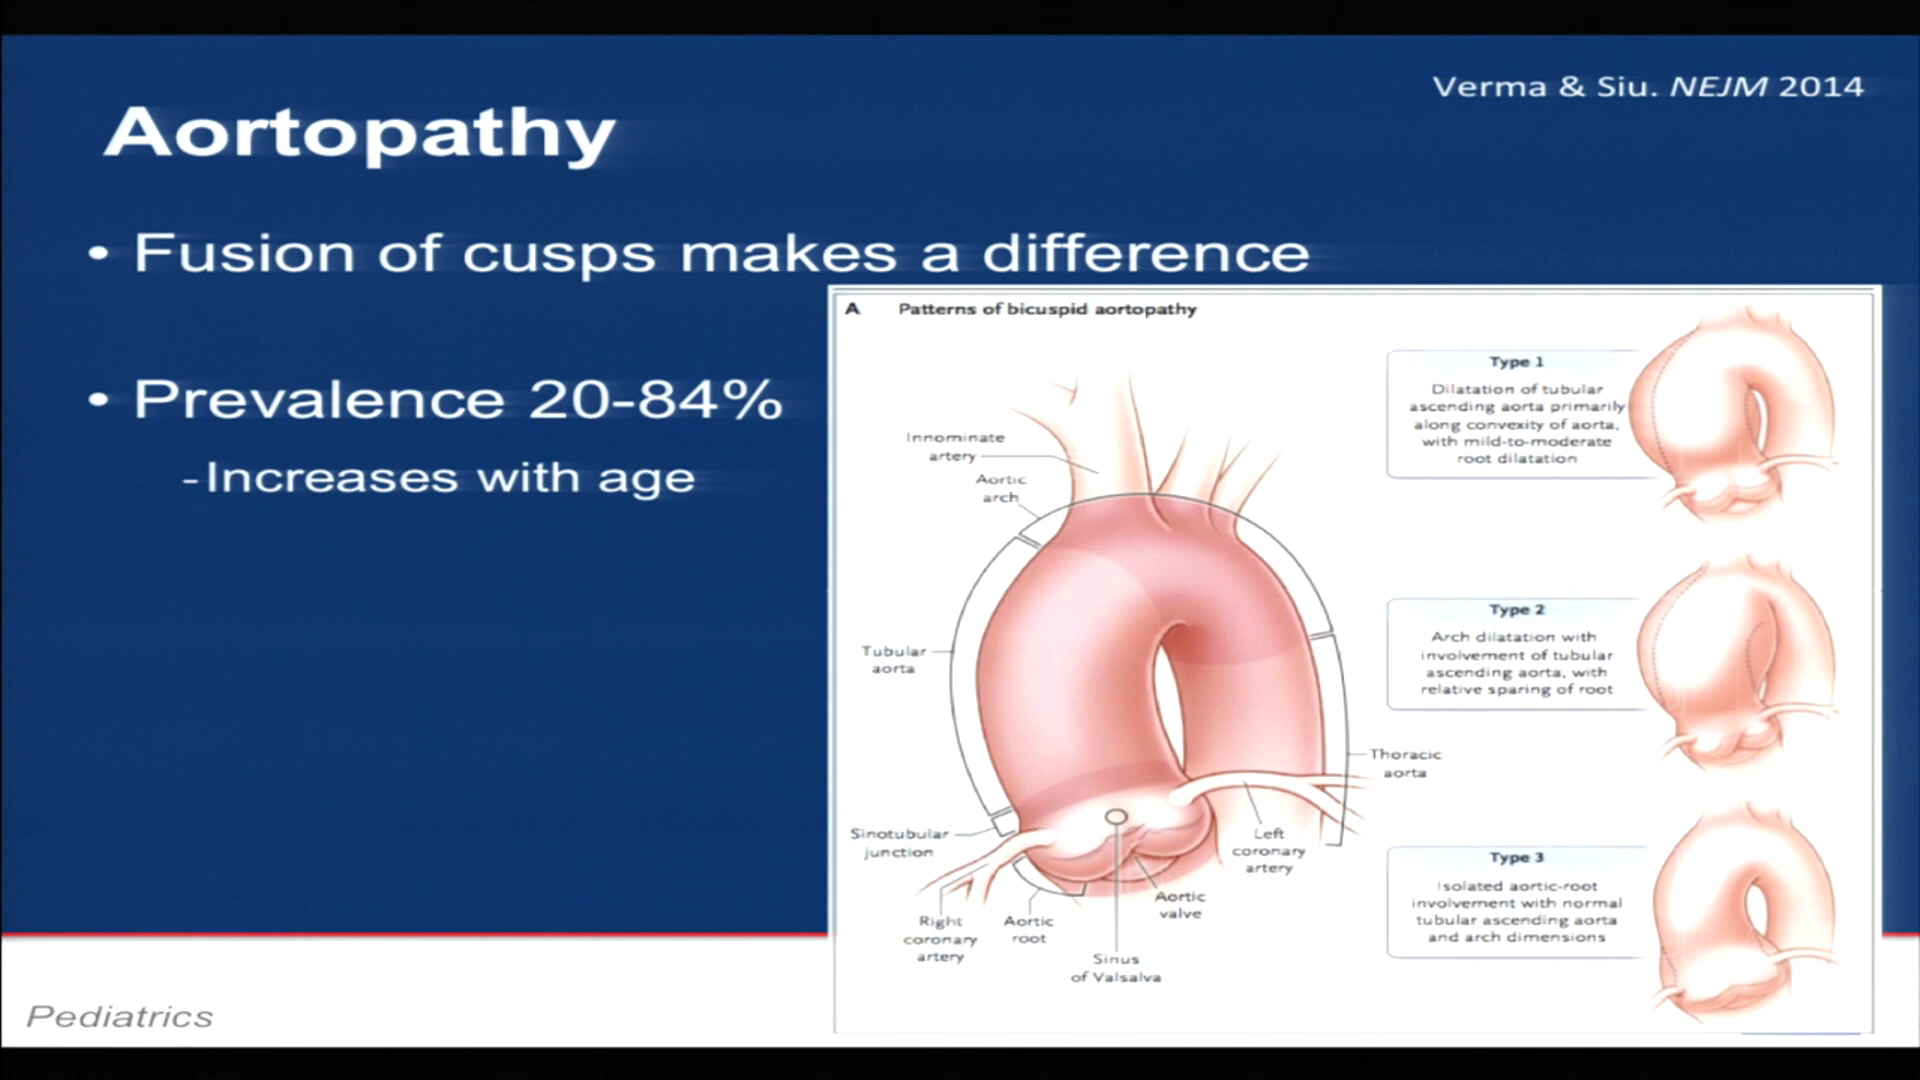 Verma & Siu. NEJM 2014
Aortopathy
• Fusion of cusps makes a difference
• Prevalence 20-84%
-Increases with age
A Patterns of bicuspid aortopathy
Innominate
artery
Aortic
arch
Tubular
aorta
Sinotubular
junction
Right
coronary
artery
Aortic
root
Sinus
of Valsalva
Aortic
valve
Left
coronary
artery
Thoracic
aorta
Type 1
Dilatation of tubular
ascending aorta primarily
along convexity of aorta,
with mild-to-moderate
root dilatation
Type 2
Arch dilatation with
involvement of tubular
ascending aorta, with
relative sparing of root
Type 3
Isolated aortic-root
involvement with normal
tubular ascending aorta
and arch dimensions
Pediatrics